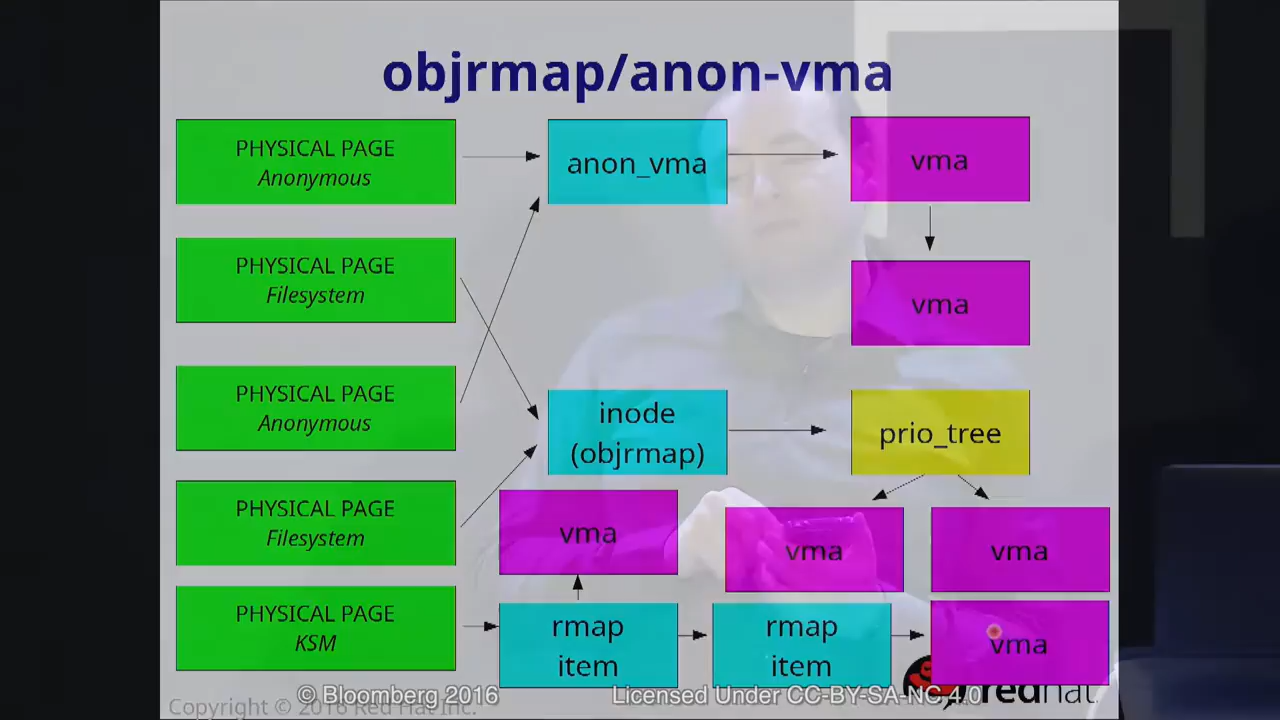 objrmap/anon-vma
PHYSICAL PAGE
Anonymous
anon_vma
vma
PHYSICAL PAGE
Filesystem
vma
PHYSICAL PAGE
Anonymous
inode
(objrmap)
prio_tree
PHYSICAL PAGE
Filesystem
vma
vma
vma
PHYSICAL PAGE
KSM
rmap
item
rmap
item
vma
redhat
© Bloomberg 2016
Licensed Under CC-BY-SA-NC 4.0
Copyright © 2016 Red Hat Inc.